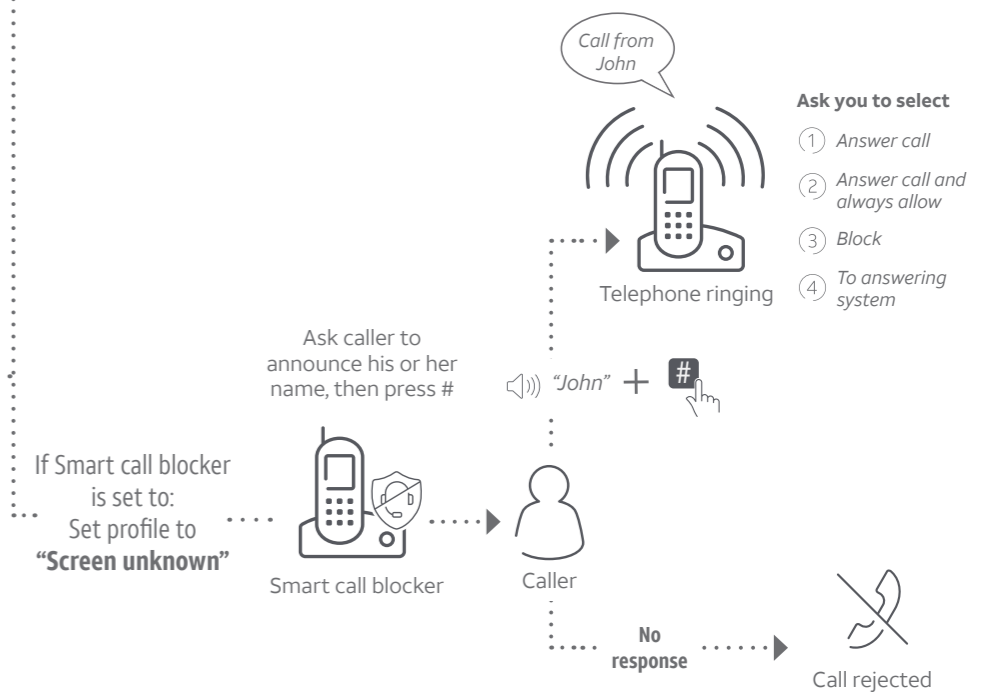 Call from
John
Ask you to select
1 Answer call
2 Answer call and
always allow
3 Block
4 To answering
system
Telephone ringing
Ask caller to
announce his or her
name, then press #
“John” + #
If Smart call blocker
is set to:
Set profile to
“Screen unknown”
Smart call blocker
Caller
No
response
Call rejected